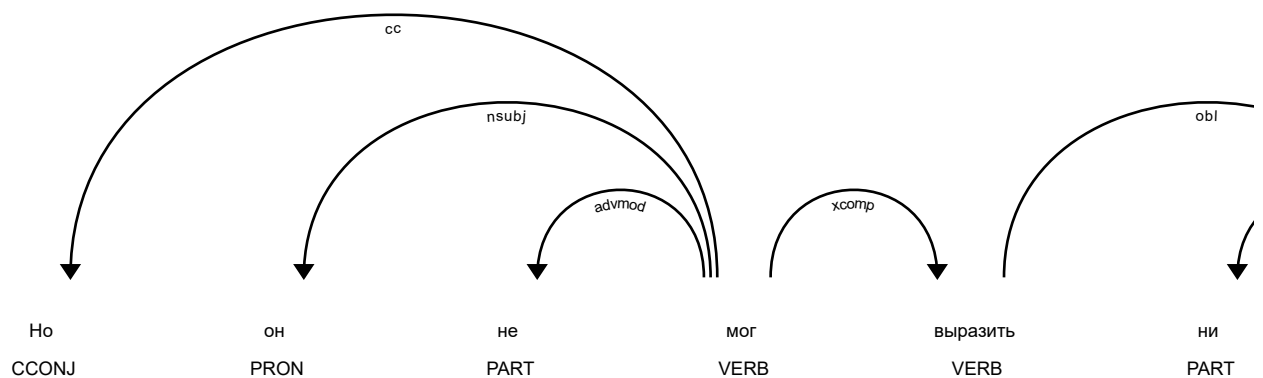 cc
nsubj
obl
advmod
xcomp
Но он не мог выразить ни
CCONJ PRON PART VERB VERB PART